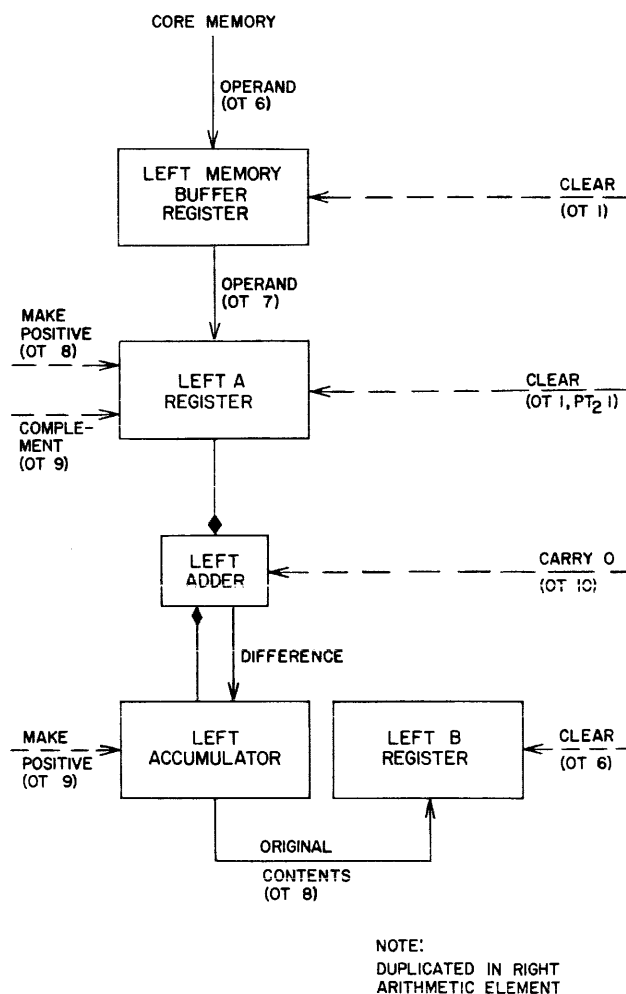 CORE MEMORY
OPERAND
(OT 6)
LEFT MEMORY
BUFFER
REGISTER
CLEAR
(OT 1)
OPERAND
(OT 7)
MAKE
POSITIVE
(OT 8)
LEFT A
REGISTER
CLEAR
(OT 1, PT2 1)
COMPLE-
MENT
(OT 9)
LEFT
ADDER
CARRY 0
(OT 10)
DIFFERENCE
MAKE
POSITIVE
(OT 9)
LEFT
ACCUMULATOR
LEFT B
REGISTER
CLEAR
(OT 6)
ORIGINAL
CONTENTS
(OT 8)
NOTE:
DUPLICATED IN RIGHT
ARITHMETIC ELEMENT